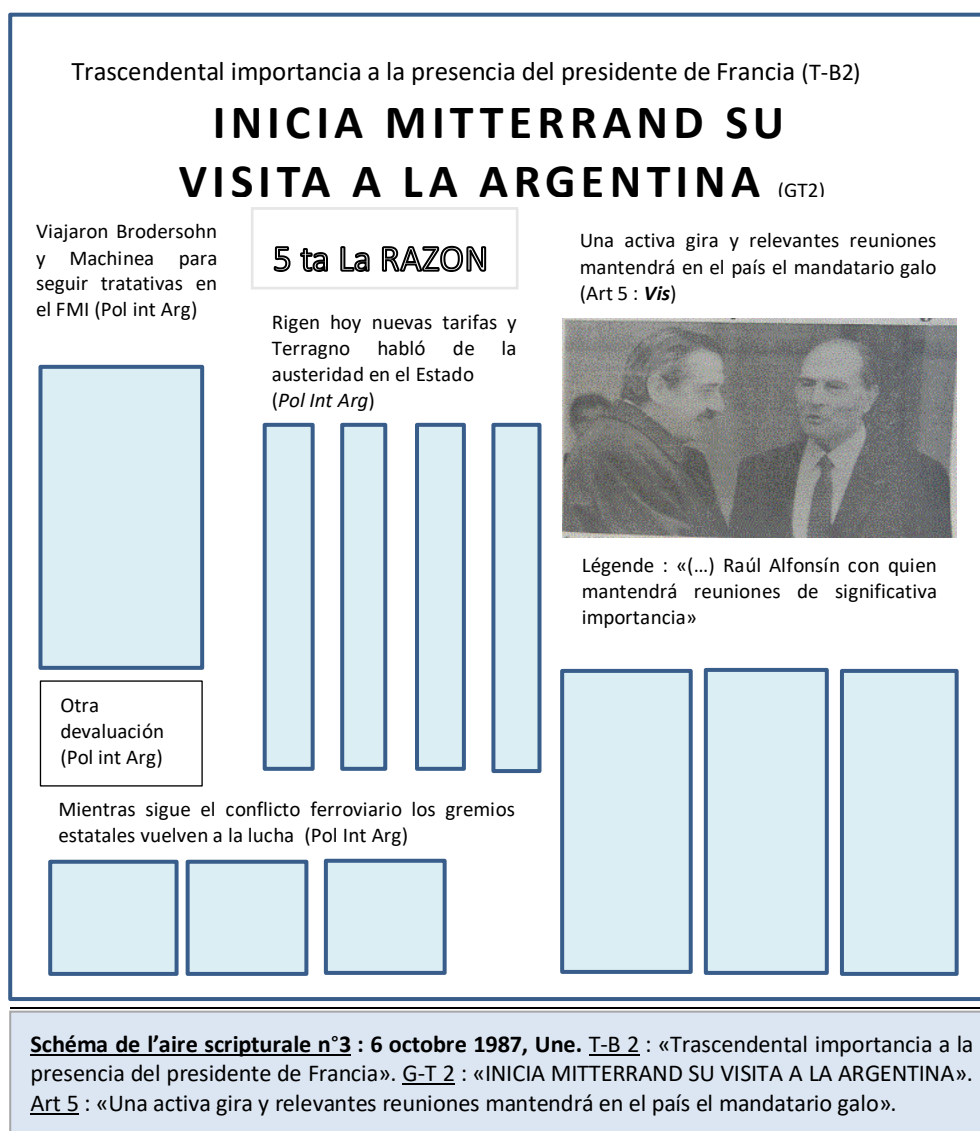 Trascendental importancia a la presencia del presidente de Francia (T-B2)
INICIA MITTERRAND SU
VISITA A LA ARGENTINA (GT2)
Viajaron Brodersohn
y Machinea para
seguir tratativas en
el FMI (Pol int Arg)
5 ta La RAZON
Rigen hoy nuevas tarifas y
Terragno habló de la
austeridad en el Estado
(Pol Int Arg)
Una activa gira y relevantes reuniones
mantendrá en el país el mandatario galo
(Art 5 : Vis)
Légende : «(...) Raúl Alfonsín con quien
mantendrá reuniones de significativa
importancia»
Otra
devaluación
(Pol int Arg)
Mientras sigue el conflicto ferroviario los gremios
estatales vuelven a la lucha (Pol Int Arg)
Schéma de l'aire scripturale n°3 : 6 octobre 1987, Une. T-B 2 : «Trascendental importancia a la
presencia del presidente de Francia». G-T 2 : «INICIA MITTERRAND SU VISITA A LA ARGENTINA».
Art 5 : «Una activa gira y relevantes reuniones mantendrá en el país el mandatario galo».